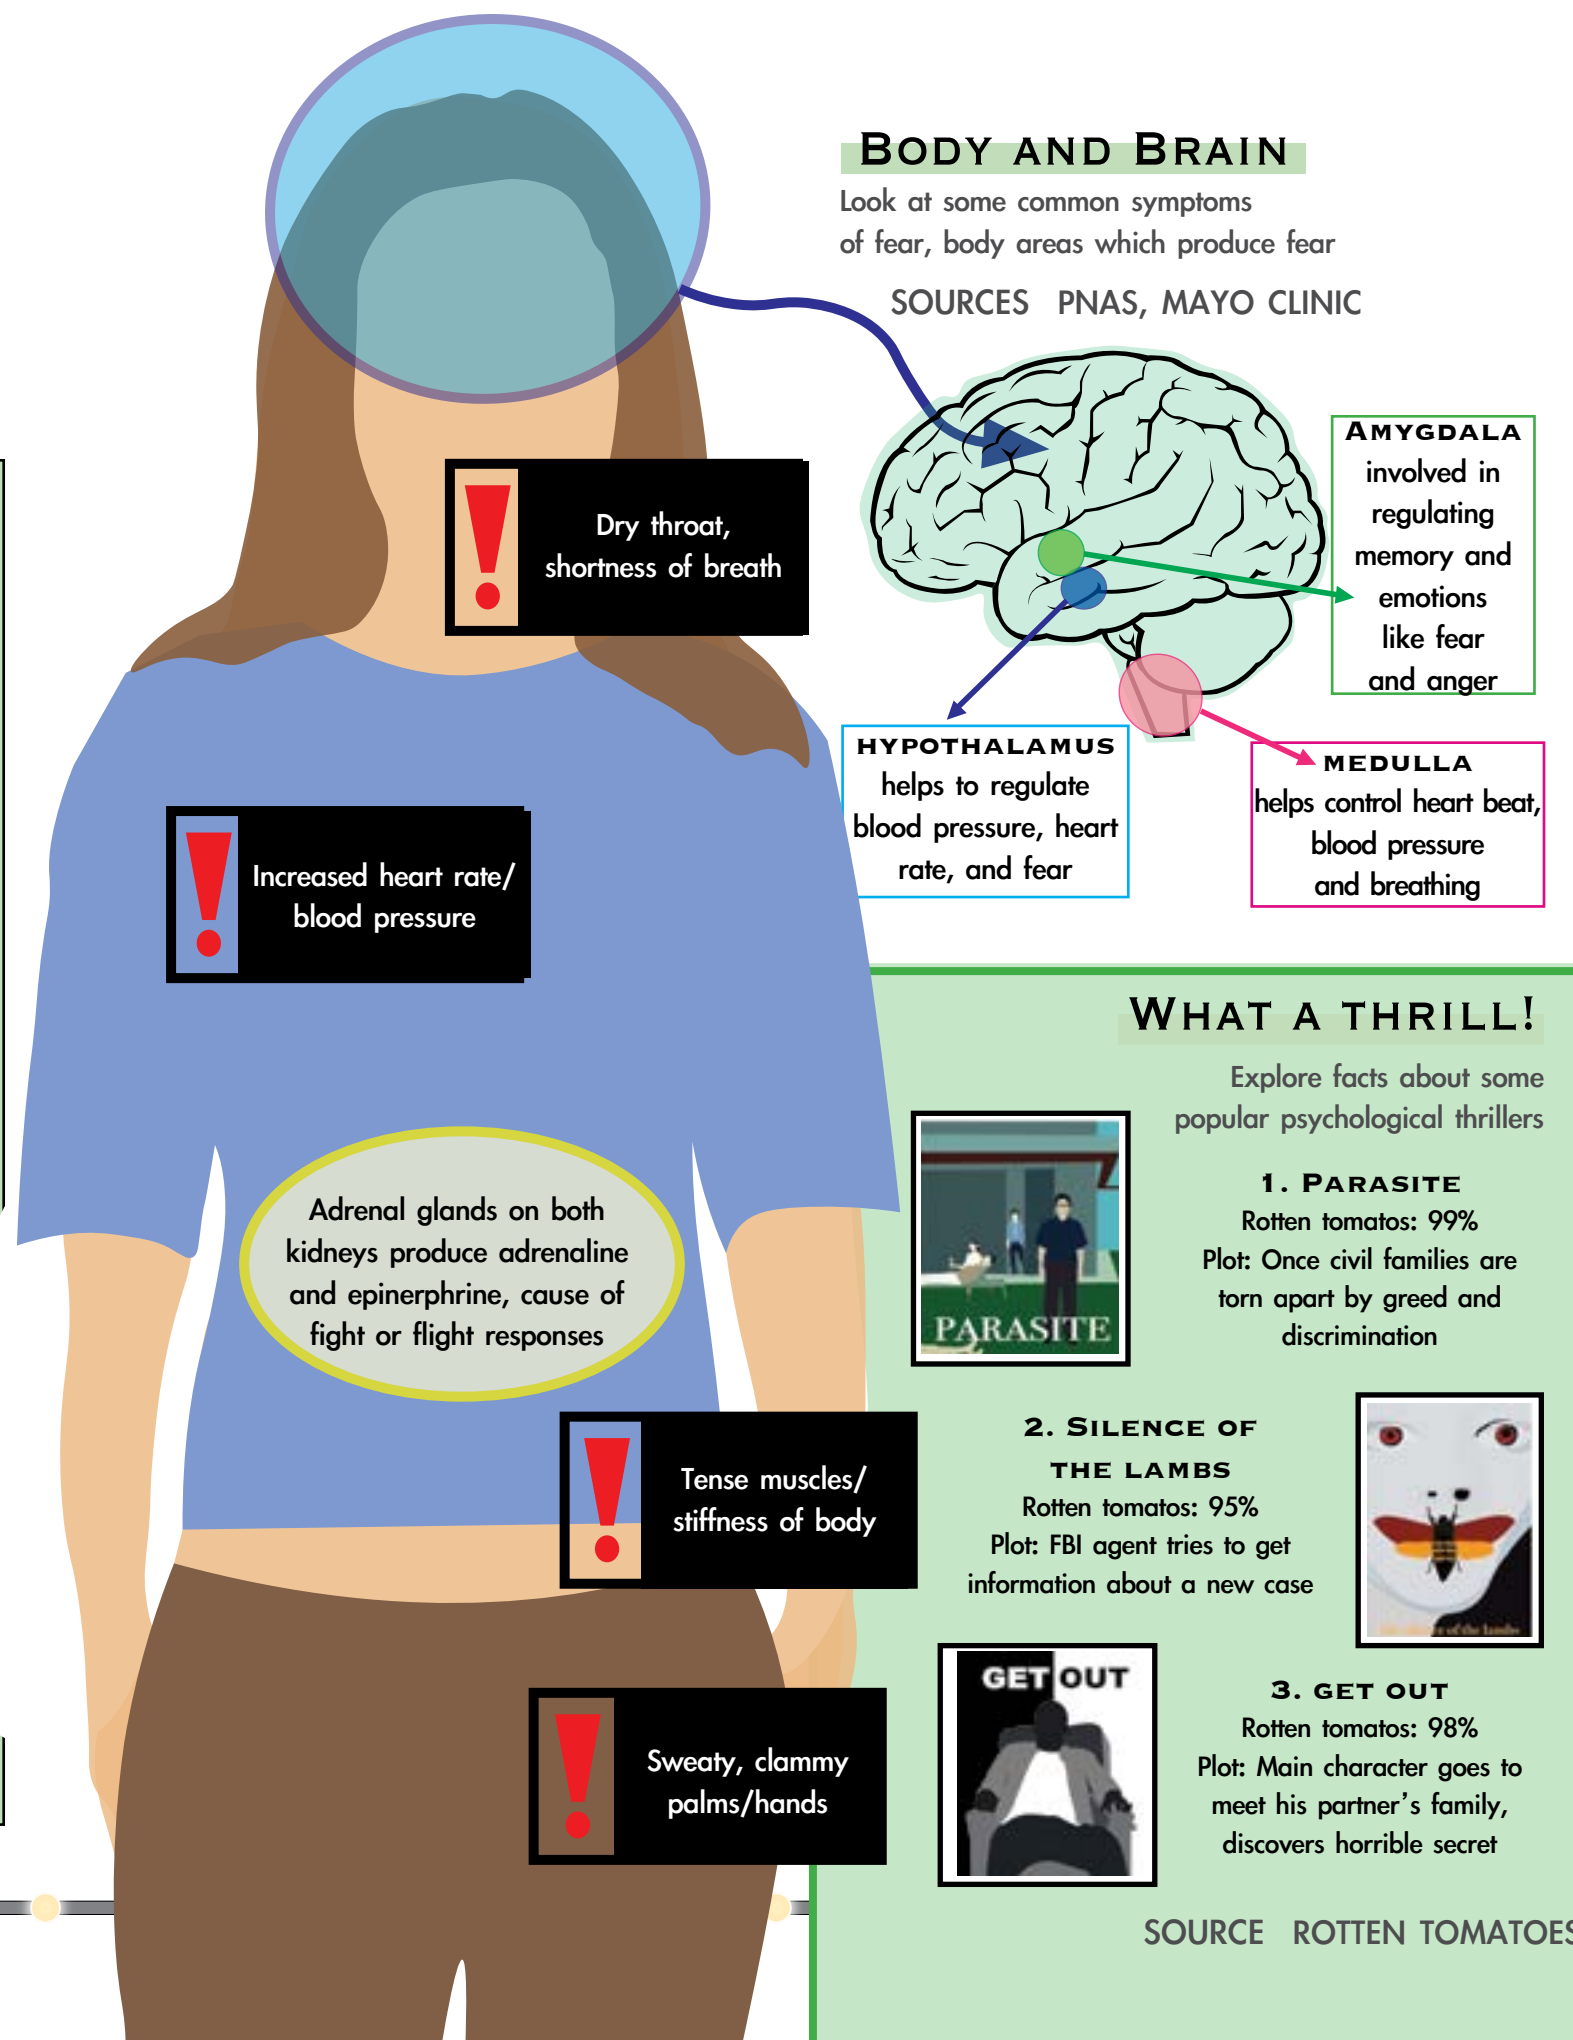 BODY AND BRAIN
Look at some common symptoms
of fear, body areas which produce fear
SOURCES PNAS, MAYO CLINIC
AMYGDALA
involved in
regulating
memory and
emotions
like fear
and anger
HYPOTHALAMUS
helps to regulate
blood pressure, heart
rate, and fear
MEDULLA
helps control heart beat,
blood pressure
and breathing
Dry throat,
shortness of breath
Increased heart rate/
blood pressure
Adrenal glands on both
kidneys produce adrenaline
and epinerphrine, cause of
fight or flight responses
Tense muscles/
stiffness of body
Sweaty, clammy
palms/hands
WHAT A THRILL!
Explore facts about some
popular psychological thrillers
PARASITE
1. PARASITE
Rotten tomatos: 99%
Plot: Once civil families are
torn apart by greed and
discrimination
2. SILENCE OF
THE LAMBS
Rotten tomatos: 95%
Plot: FBI agent tries to get
information about a new case
of the lambs
GET OUT
3. GET OUT
Rotten tomatos: 98%
Plot: Main character goes to
meet his partner's family,
discovers horrible secret
SOURCE ROTTEN TOMATOES